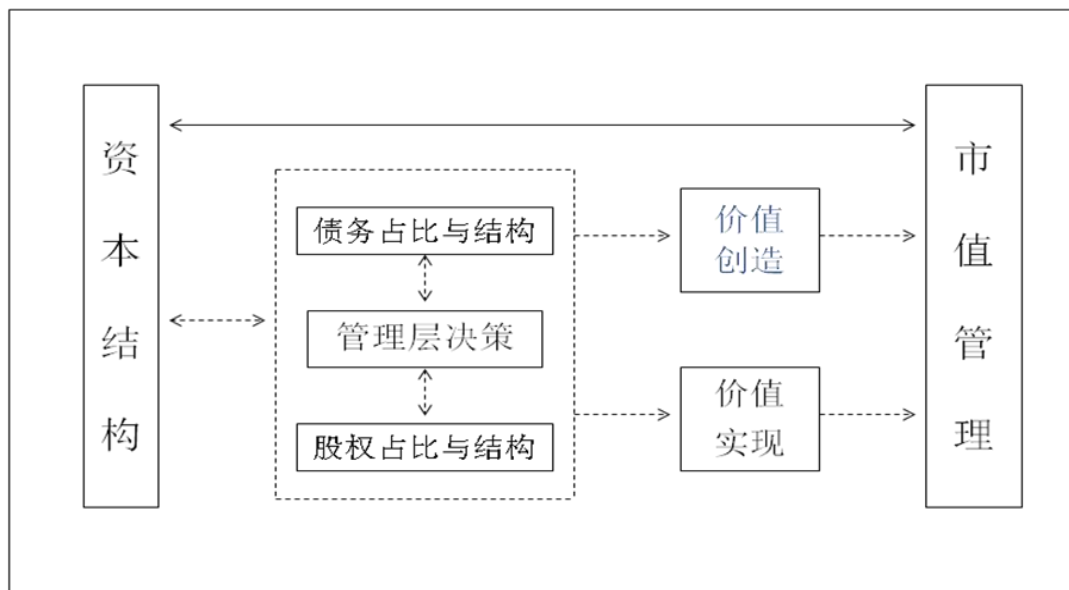 资本结构
债务占比与结构
管理层决策
股权占比与结构
价值
创造
价值
实现
市值管理